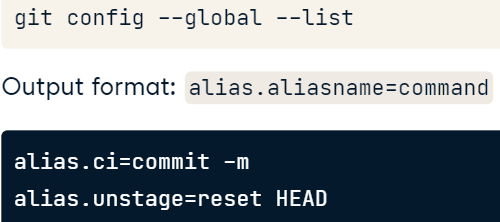 git config --global --list
Output format: alias.aliasname=command
alias.ci=commit -m
alias.unstage=reset HEAD